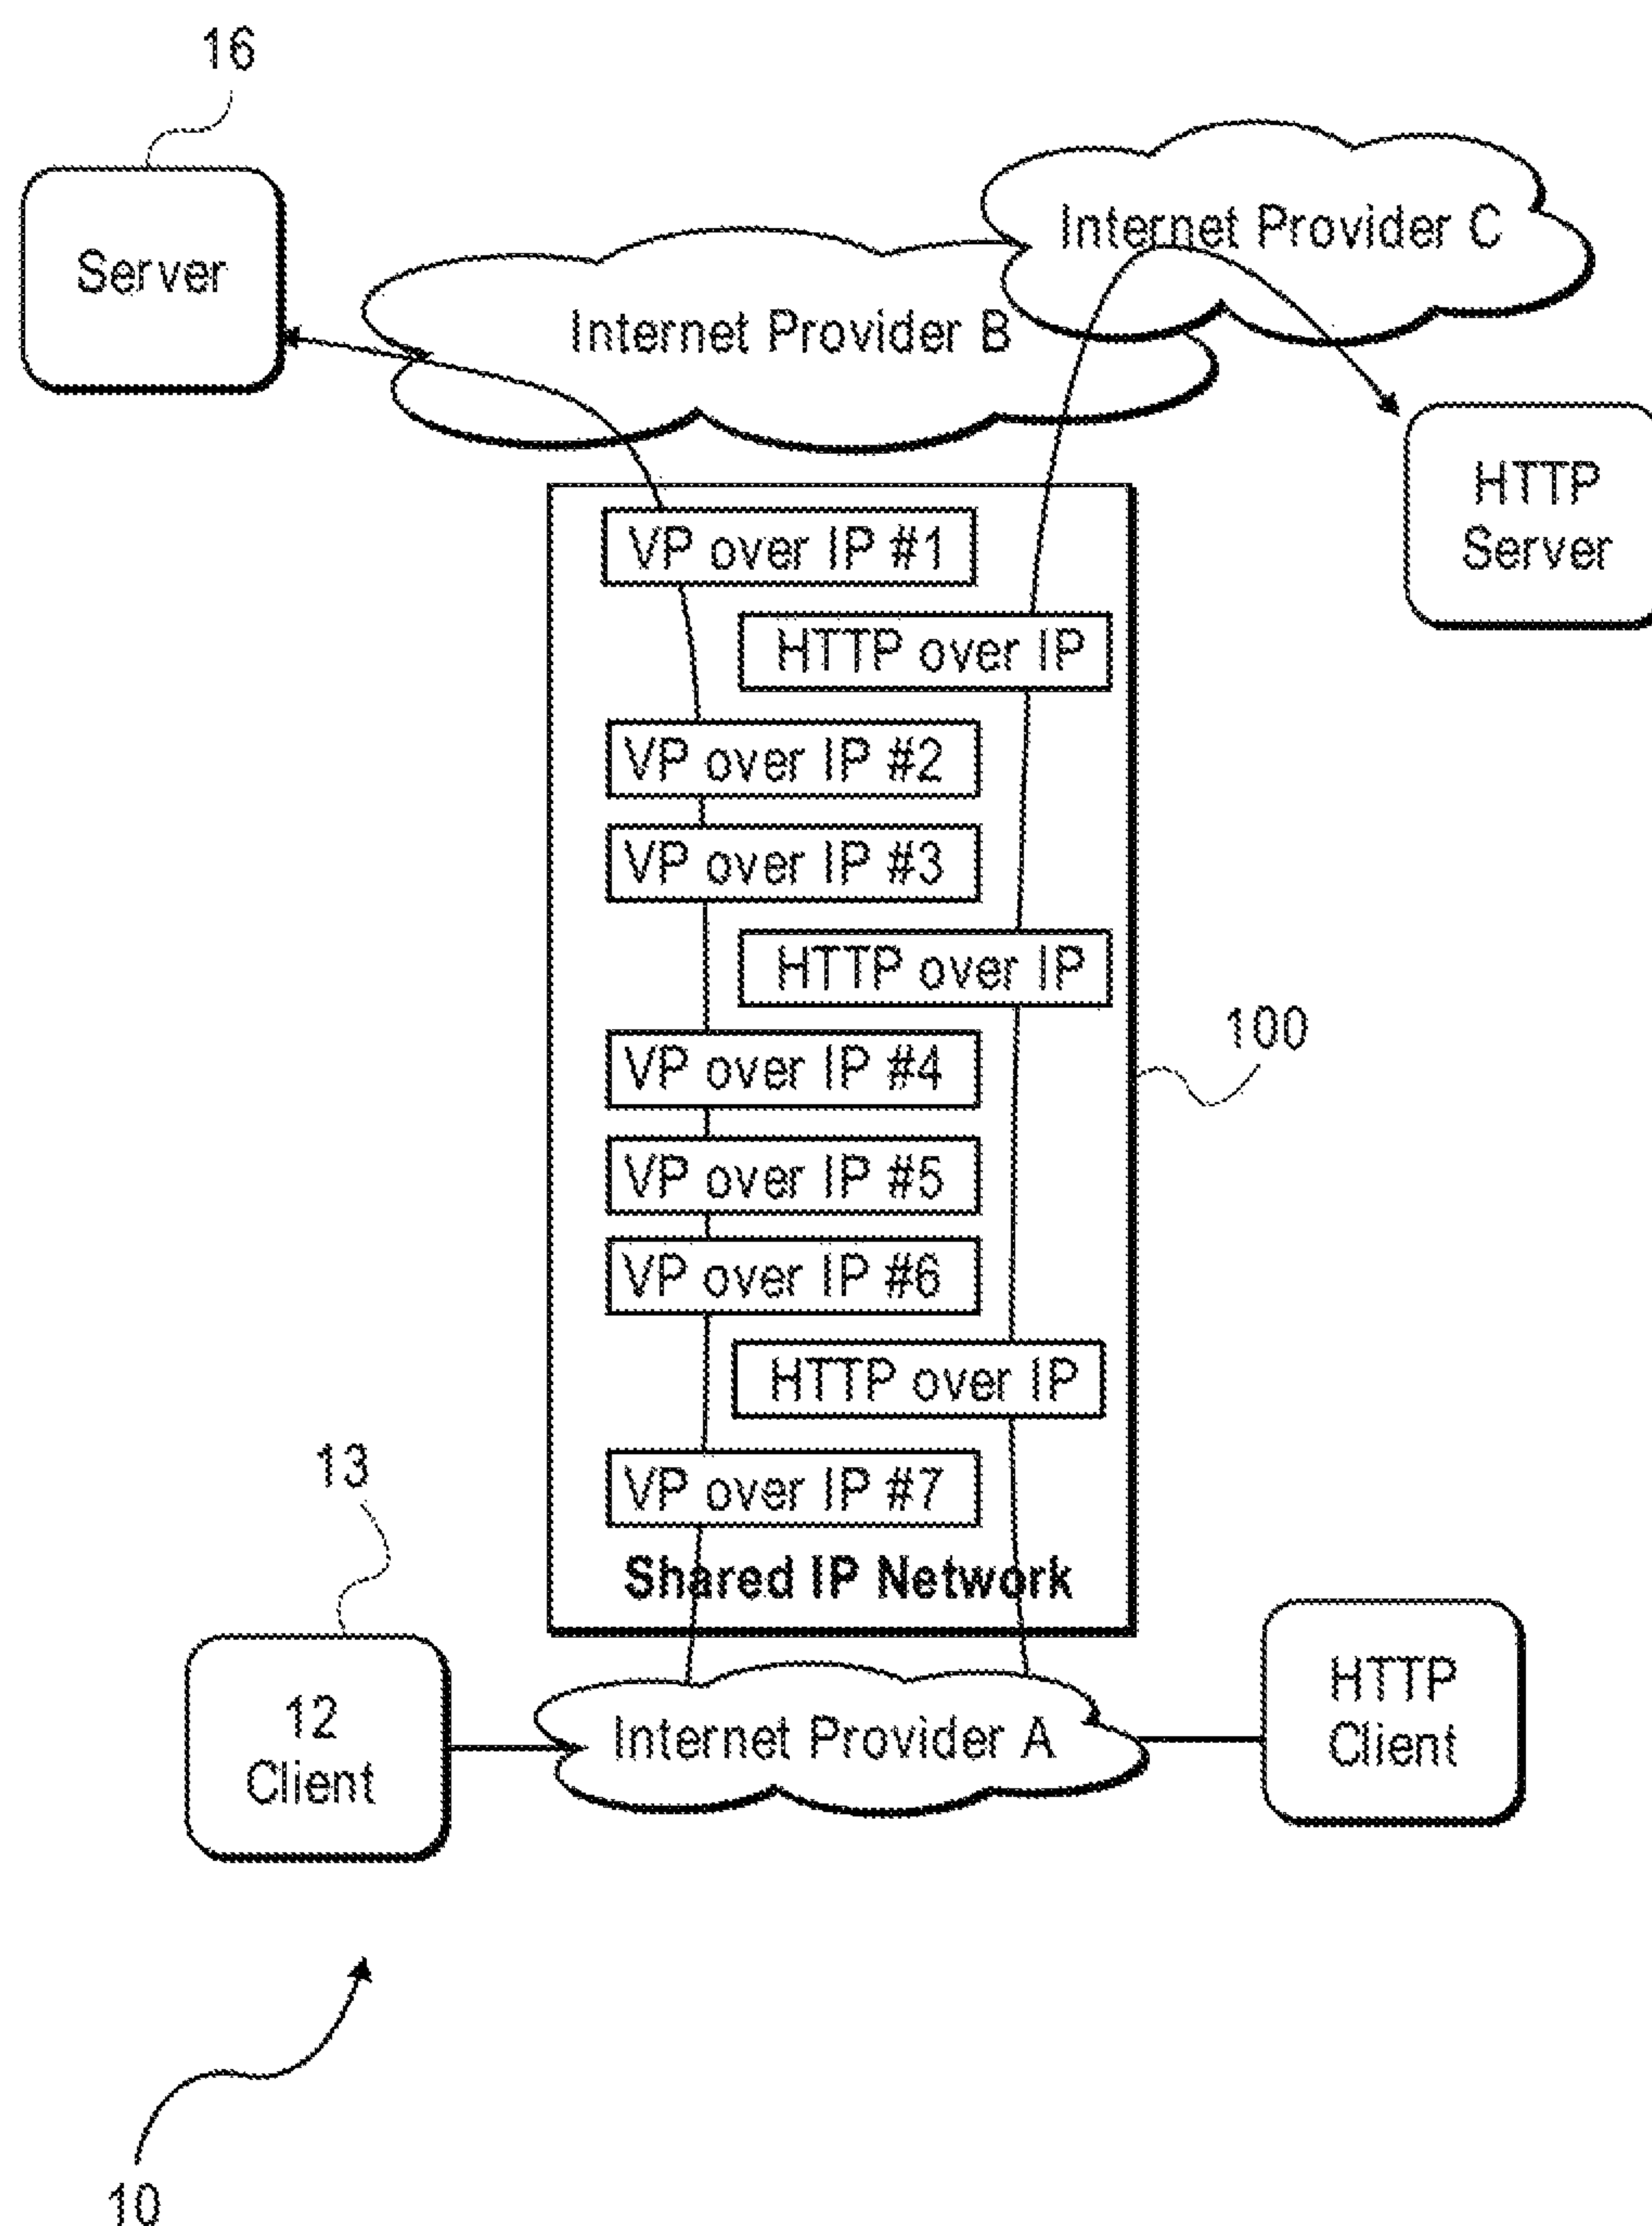 16
Server
Internet Provider C
Internet Provider B
HTTP
Server
VP over IP #1
HTTP over IP
VP over IP #2
VP over IP #3
HTTP over IP
100
VP over IP #4
VP over IP #5
VP over IP #6
HTTP over IP
13
VP over IP #7
Shared IP Network
12
Client
Internet Provider A
HTTP
Client
10